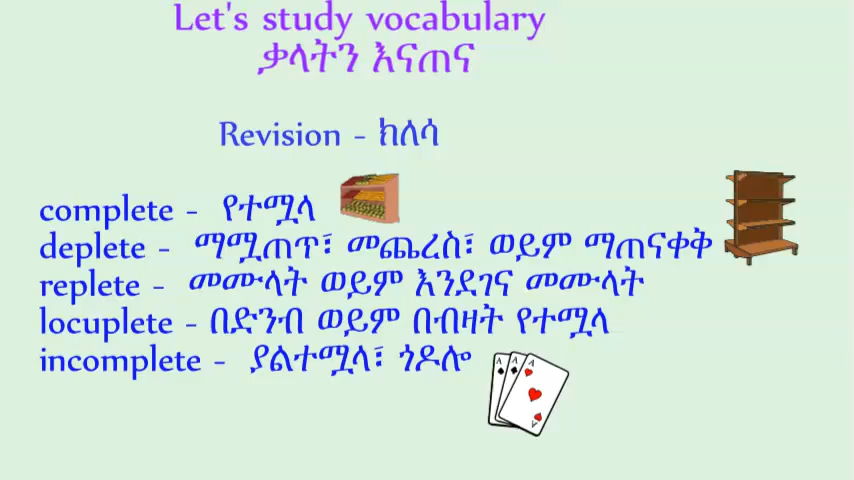 Let's study vocabulary
ቃላትን እናጠና
Revision - ክለሳ
complete - የተሟላ
deplete - ማሟጠጥ፣ መጨረስ፣ ወይም ማጠናቀቅ
replete - መሙላት ወይም እንደገና መሙላት
locuplete - በድንብ ወይም በብዛት የተሟላ
incomplete - ያልተሟላ፣ ጎዶሎ
A A A
A